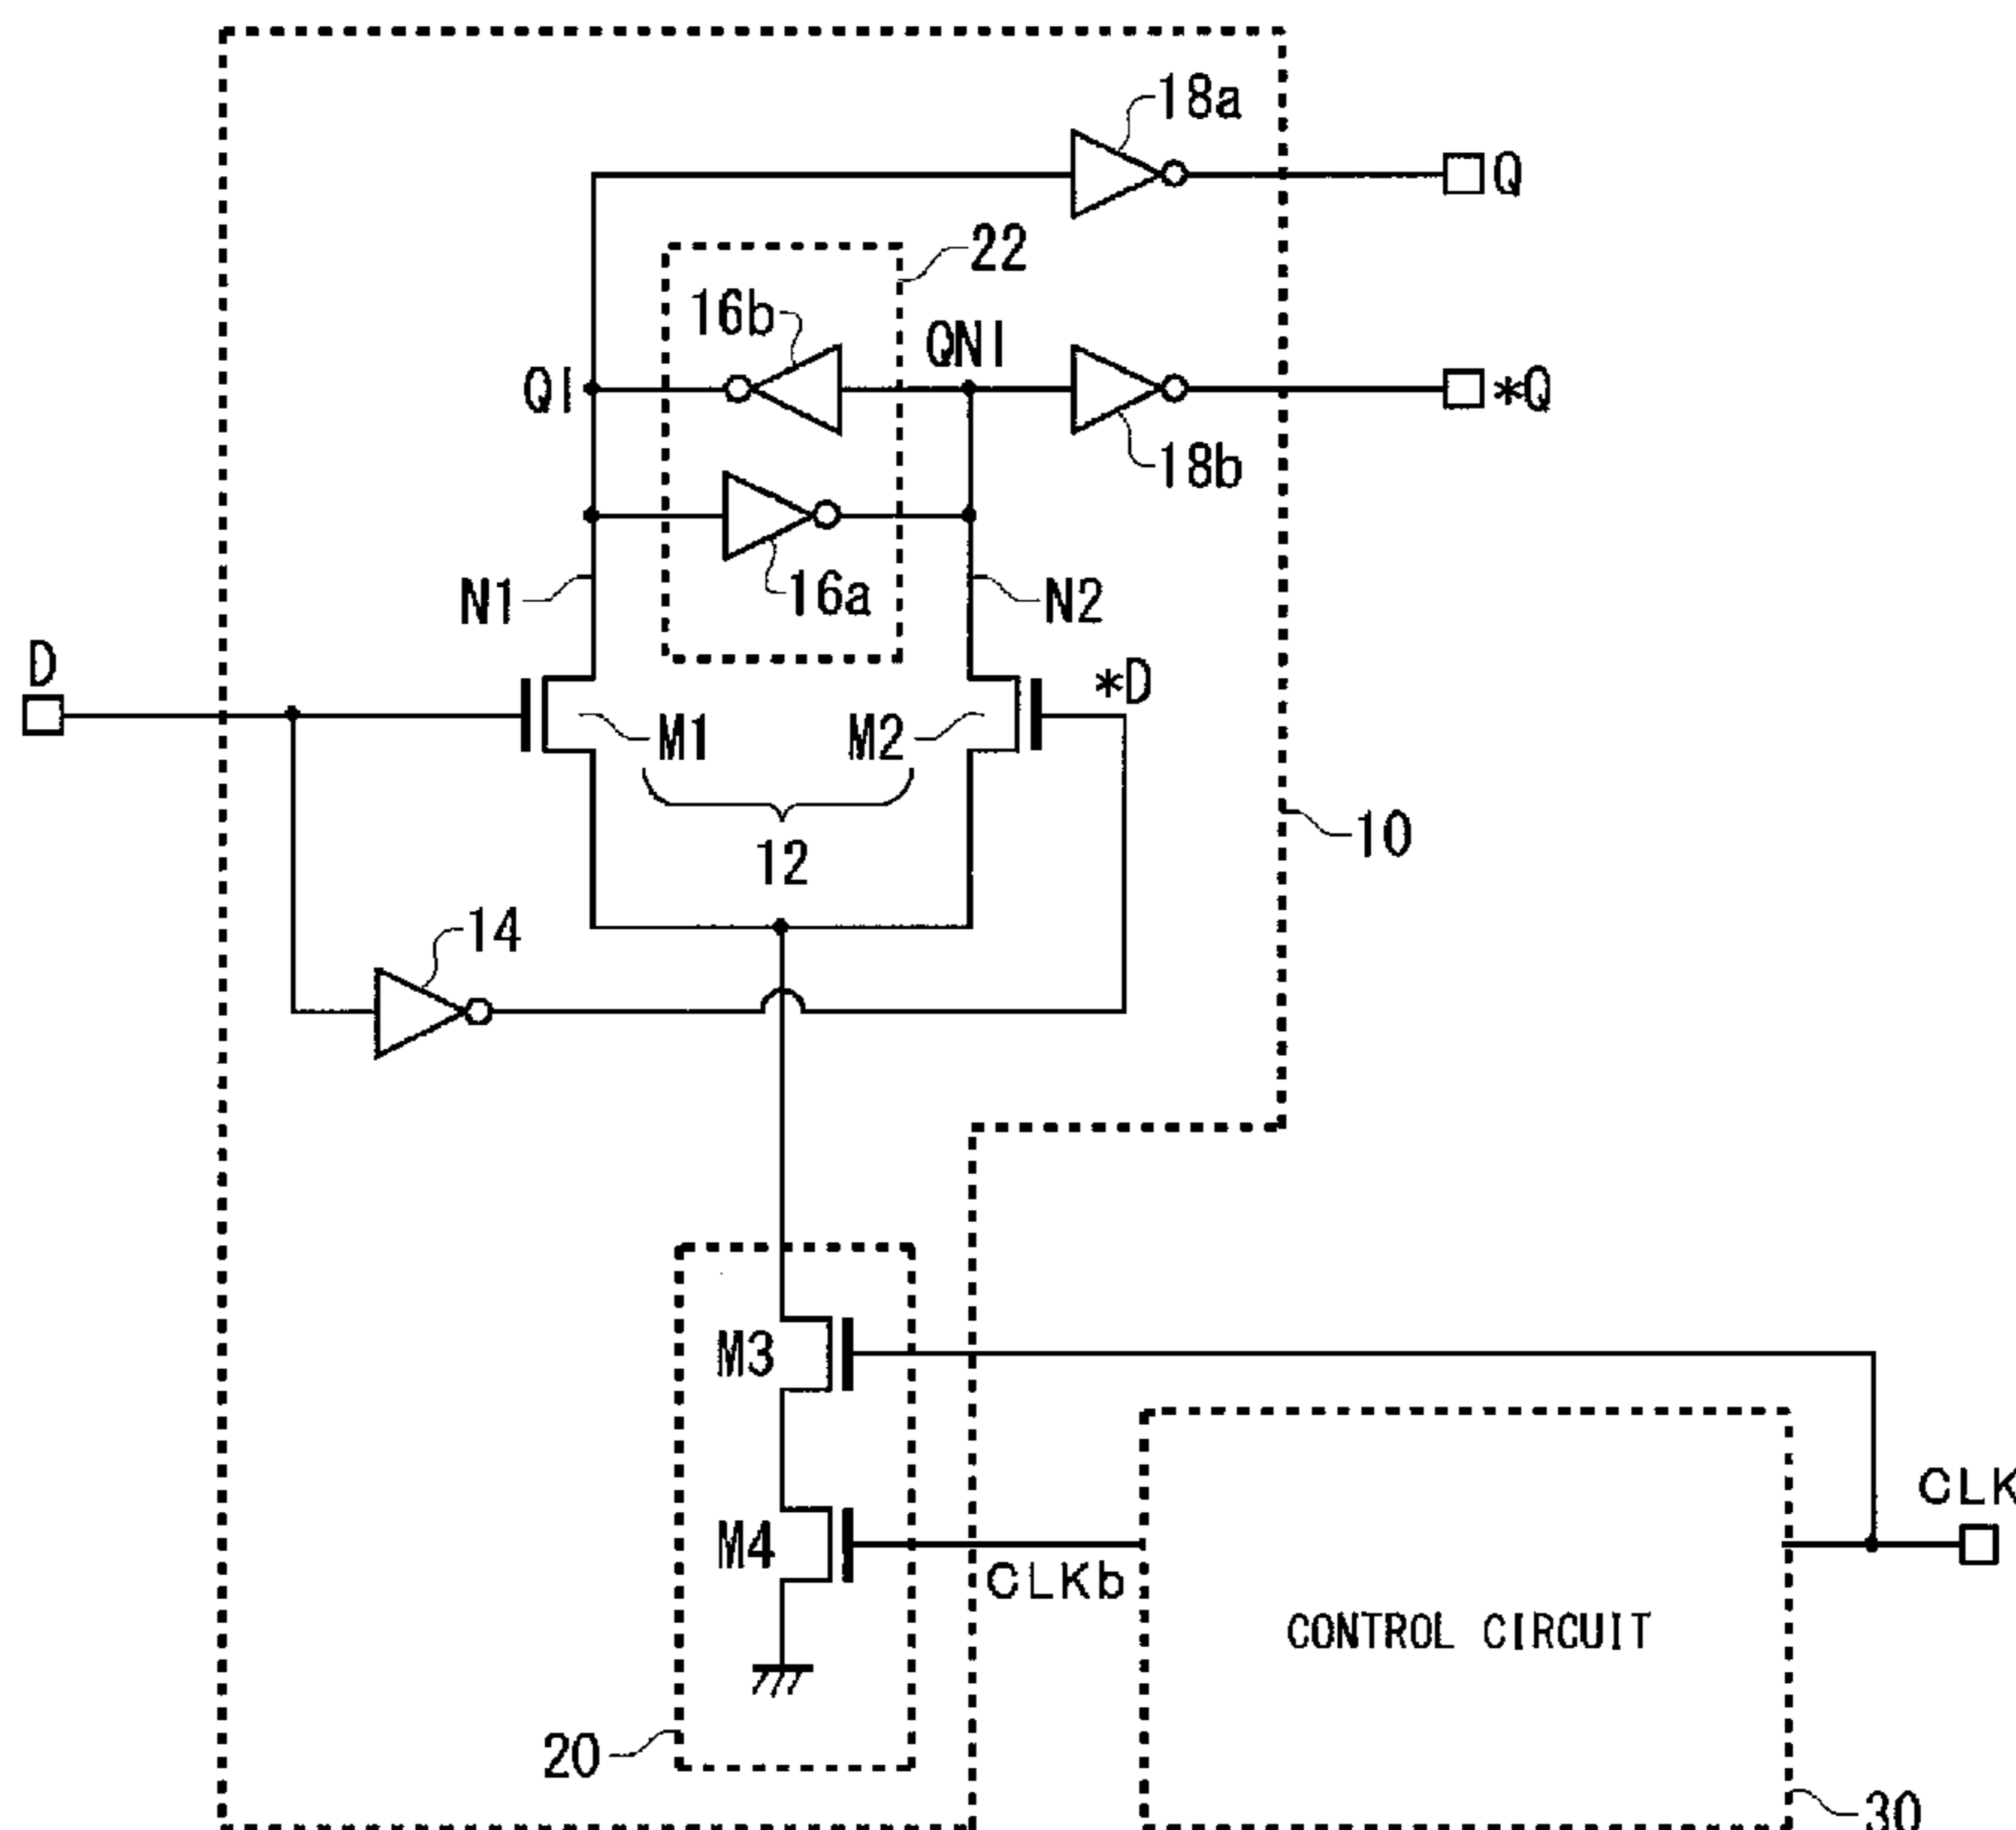 18a
Q
22
16b
QNI
QI
*Q
18b
16a
N1
N2
D
*D
M1
M2
12
10
14
M3
CLK
M4
CLKb
CONTROL CIRCUIT
20
30